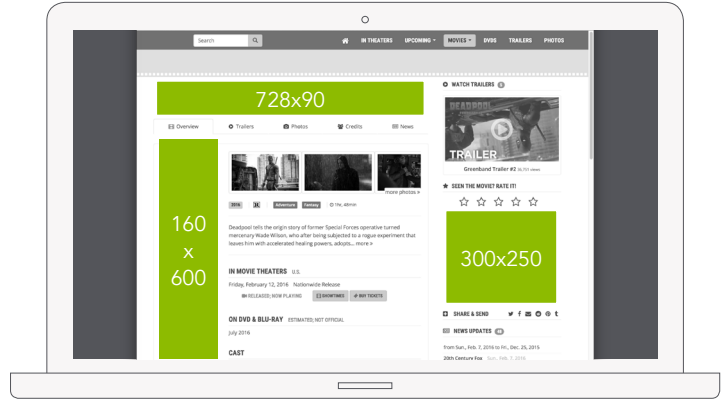 Search
IN THEATERS UPCOMING MOVIES DVDS TRAILERS PHOTOS
728x90
Overview Trailers Photos Credits News
160
x
600
more photos »
2016 Adventure Fantasy 1hr, 48min
Deadpool tells the origin story of former Special Forces operative turned
mercenary Wade Wilson, who after being subjected to a rogue experiment that
leaves him with accelerated healing powers, adopts... more »
IN MOVIE THEATERS U.S.
Friday, February 12, 2016 Nationwide Release
RELEASED; NOW PLAYING SHOWTIMES BUY TICKETS
ON DVD & BLU-RAY ESTIMATED; NOT OFFICIAL
July 2016
CAST
WATCH TRAILERS
DEADPOOL
TRAILER
Greenband Trailer #2 views
SEEN THE MOVIE? RATE IT!
300x250
SHARE & SEND
NEWS UPDATES
from Sun., Feb. 7, 2016 to Fri., Dec. 25, 2015
20th Century Fox Sun., Feb. 7, 2016